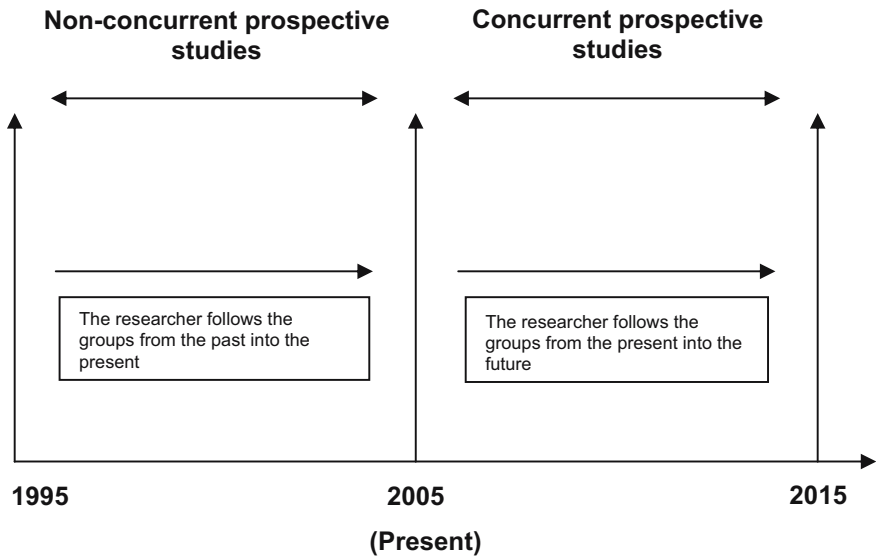 Non-concurrent prospective
studies
Concurrent prospective
studies
The researcher follows the
groups from the past into the
present
The researcher follows the
groups from the present into the
future
1995
2005
2015
(Present)